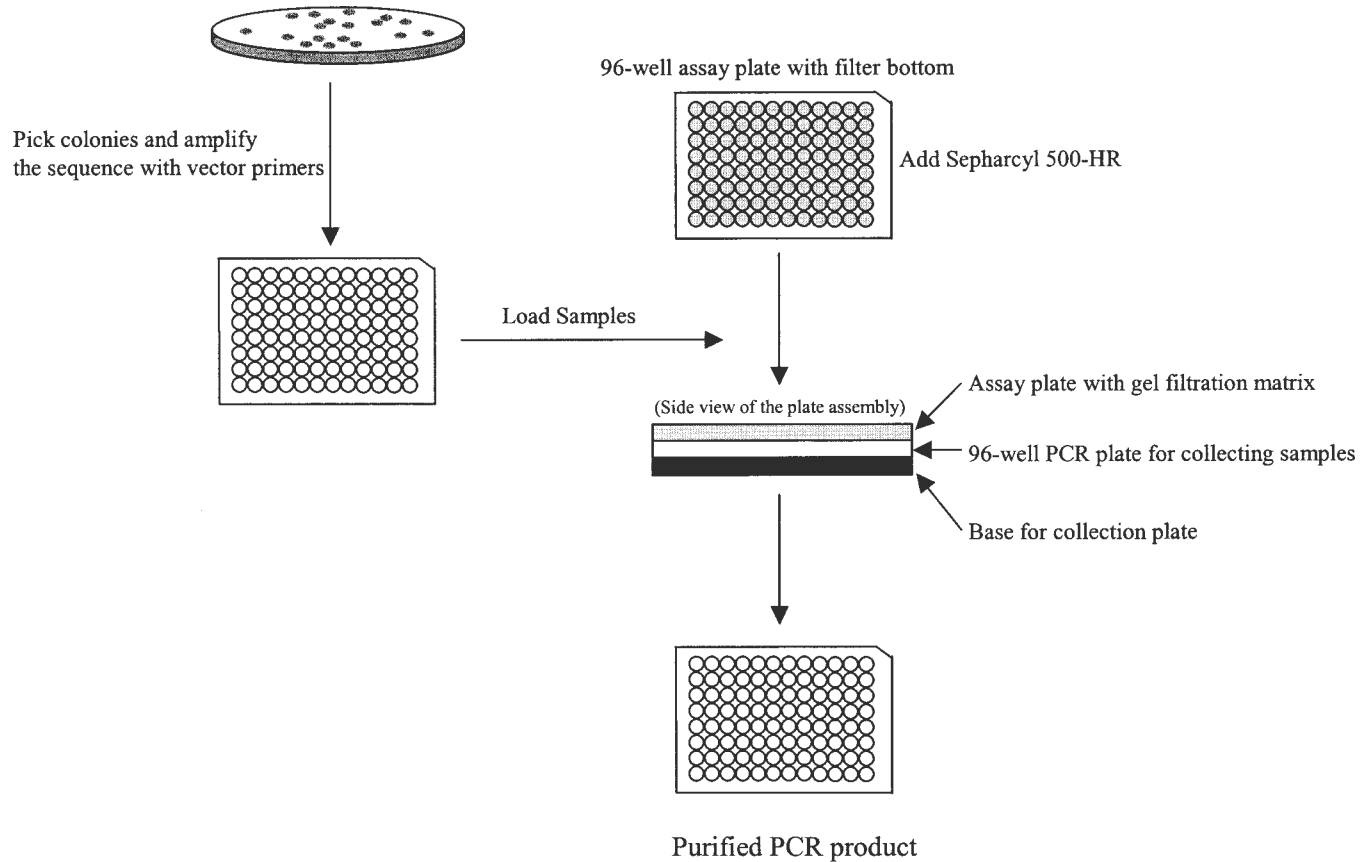 96-well assay plate with filter bottom
Pick colonies and amplify
the sequence with vector primers
Add Sepharcyl 500-HR
Load Samples
(Side view of the plate assembly)
Assay plate with gel filtration matrix
96-well PCR plate for collecting samples
Base for collection plate
Purified PCR product